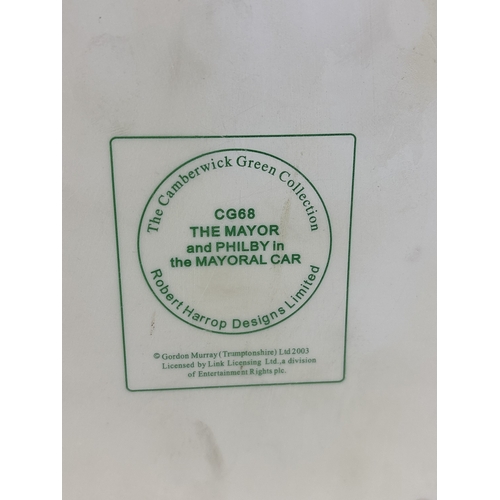 The Camberwick Green Collection
CG68
THE MAYOR
and PHILBY in
the MAYORAL CAR
Robert Harrop Designs Limited
© Gordon Murray (Trumptonshire) Ltd 2003
Licensed by Link Licensing Ltd., a division
of Entertainment Rights plc.